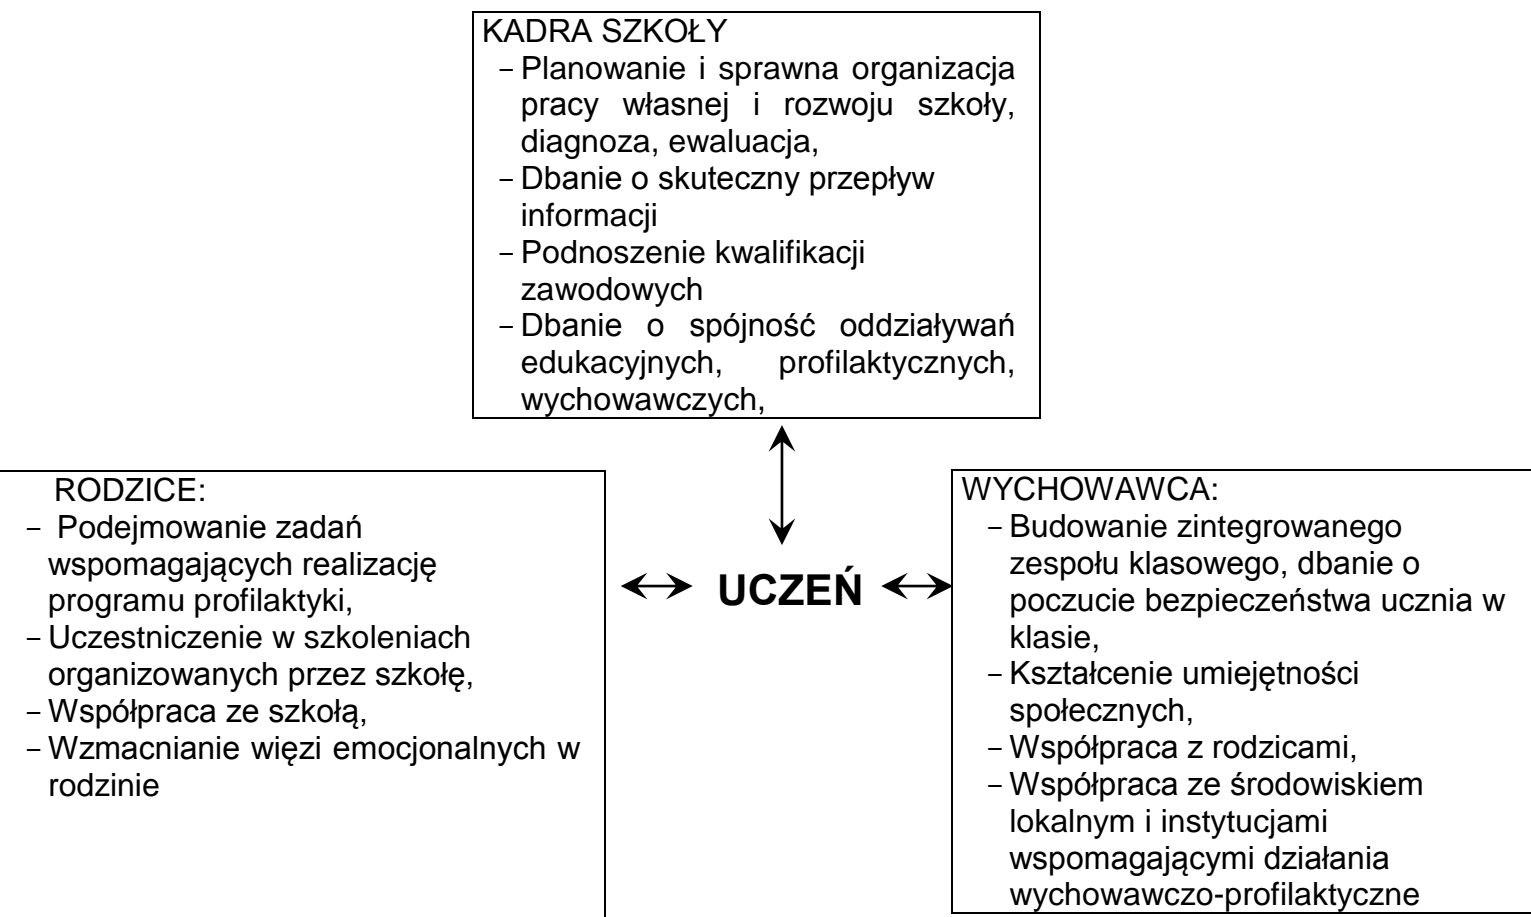 KADRA SZKOŁY
– Planowanie i sprawna organizacja
pracy własnej i rozwoju szkoły,
diagnoza, ewaluacja,
– Dbanie o skuteczny przepływ
informacji
– Podnoszenie kwalifikacji
zawodowych
– Dbanie o spójność oddziaływań
edukacyjnych, profilaktycznych,
wychowawczych,
RODZICE:
– Podejmowanie zadań
wspomagających realizację
programu profilaktyki,
– Uczestniczenie w szkoleniach
organizowanych przez szkołę,
– Współpraca ze szkołą,
– Wzmacnianie więzi emocjonalnych w
rodzinie
UCZEŃ
WYCHOWAWCA:
– Budowanie zintegrowanego
zespołu klasowego, dbanie o
poczucie bezpieczeństwa ucznia w
klasie,
– Kształcenie umiejętności
społecznych,
– Współpraca z rodzicami,
– Współpraca ze środowiskiem
lokalnym i instytucjami
wspomagającymi działania
wychowawczo-profilaktyczne